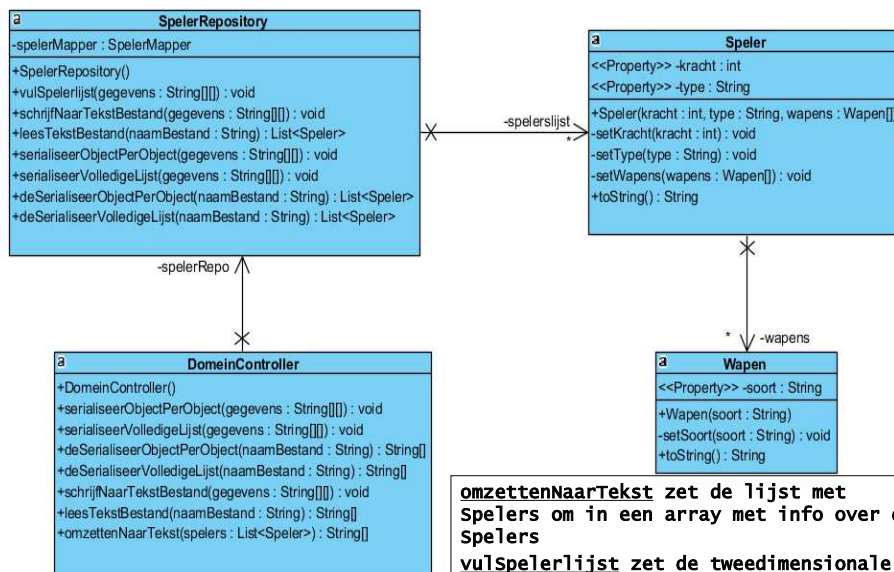 a
SpelerRepository
-spelerMapper : SpelerMapper
+SpelerRepository()
+vulSpelerlijst(gegevens : String[][]) : void
+schrijfNaarTekstBestand(gegevens : String[][]) : void
+leesTekstBestand(naamBestand : String) : List<Speler>
+serialiseerObjectPerObject(gegevens : String[][]) : void
+serialiseerVolledigeLijst(gegevens : String[][]) : void
+deSerialiseerObjectPerObject(naamBestand : String) : List<Speler>
+deSerialiseerVolledigeLijst(naamBestand : String) : List<Speler>
-spelerslijst
*
a
Speler
<<Property>> -kracht : int
<<Property>> -type : String
+Speler(kracht : int, type : String, wapens : Wapen[])
-setKracht(kracht : int) : void
-setType(type : String) : void
-setWapens(wapens : Wapen[]) : void
+toString() : String
-spelerRepo
* -wapens
a
DomeinController
+DomeinController()
+serialiseerObjectPerObject(gegevens : String[][]) : void
+serialiseerVolledigeLijst(gegevens : String[][]) : void
+deSerialiseerObjectPerObject(naamBestand : String) : String[]
+deSerialiseerVolledigeLijst(naamBestand : String) : String[]
+schrijfNaarTekstBestand(gegevens : String[][]) : void
+leesTekstBestand(naamBestand : String) : String[]
+omzettenNaarTekst(spelers : List<Speler>) : String[]
a
Wapen
<<Property>> -soort : String
+Wapen(soort : String)
-setSoort(soort : String) : void
+toString() : String
omzettenNaarTekst zet de lijst met
Spelers om in een array met info over
Spelers
vulSpelerlijst zet de tweedimensionale